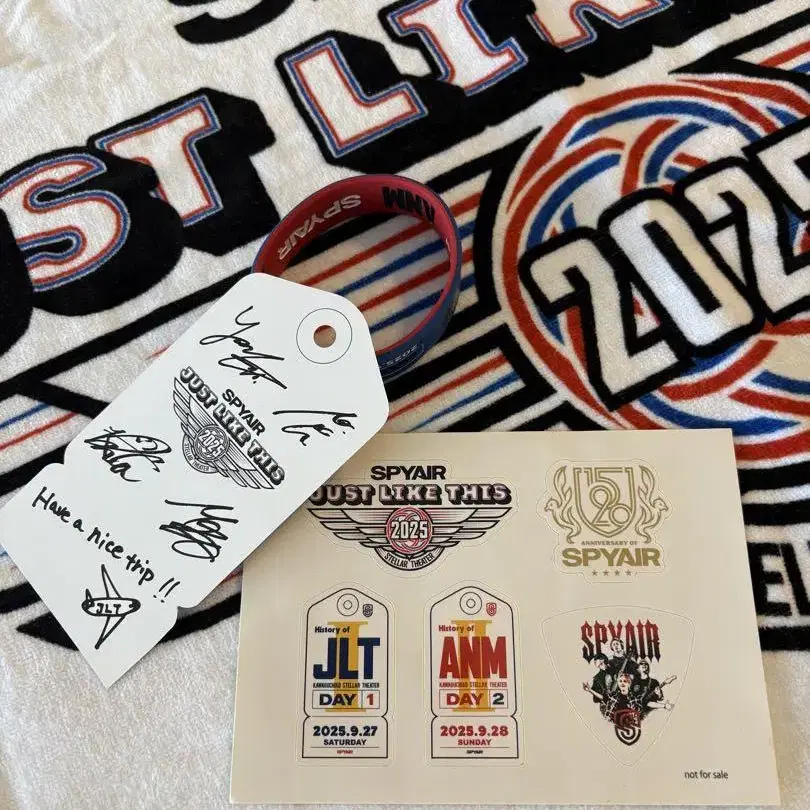 ST LIK
2025
SPYAIR
ANM
SPYAIR
JUST LIKE THIS
2025
STELLAR THEATER
Have a nice trip!!
JLT
SPYAIR
JUST LIKE THIS
2025
STELLAR THEATER
15
20
ANNIVERSARY OF
SPYAIR
History of
JLT
KAWAGUCHIKO STELLAR THEATER
DAY 1
2025.9.27
SATURDAY
SPYAIR
History of
ANM
KAWAGUCHIKO STELLAR THEATER
DAY 2
2025.9.28
SUNDAY
SPYAIR
SPYAIR
not for sale